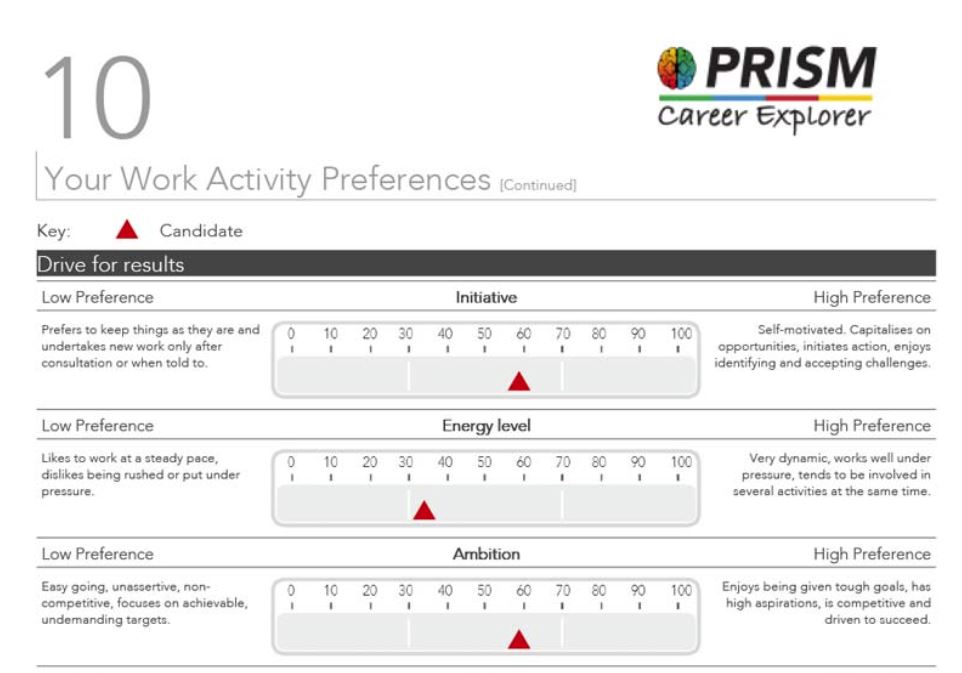 10
PRISM
Career Explorer
Your Work Activity Preferences [Continued]
Key: Candidate
Drive for results
Low Preference Initiative High Preference
Prefers to keep things as they are and
undertakes new work only after
consultation or when told to.
0 10 20 30 40 50 60 70 80 90 100
Self-motivated. Capitalises on
opportunities, initiates action, enjoys
identifying and accepting challenges.
Low Preference Energy level High Preference
Likes to work at a steady pace,
dislikes being rushed or put under
pressure.
0 10 20 30 40 50 60 70 80 90 100
Very dynamic, works well under
pressure, tends to be involved in
several activities at the same time.
Low Preference Ambition High Preference
Easy going, unassertive, non-
competitive, focuses on achievable,
undemanding targets.
0 10 20 30 40 50 60 70 80 90 100
Enjoys being given tough goals, has
high aspirations, is competitive and
driven to succeed.